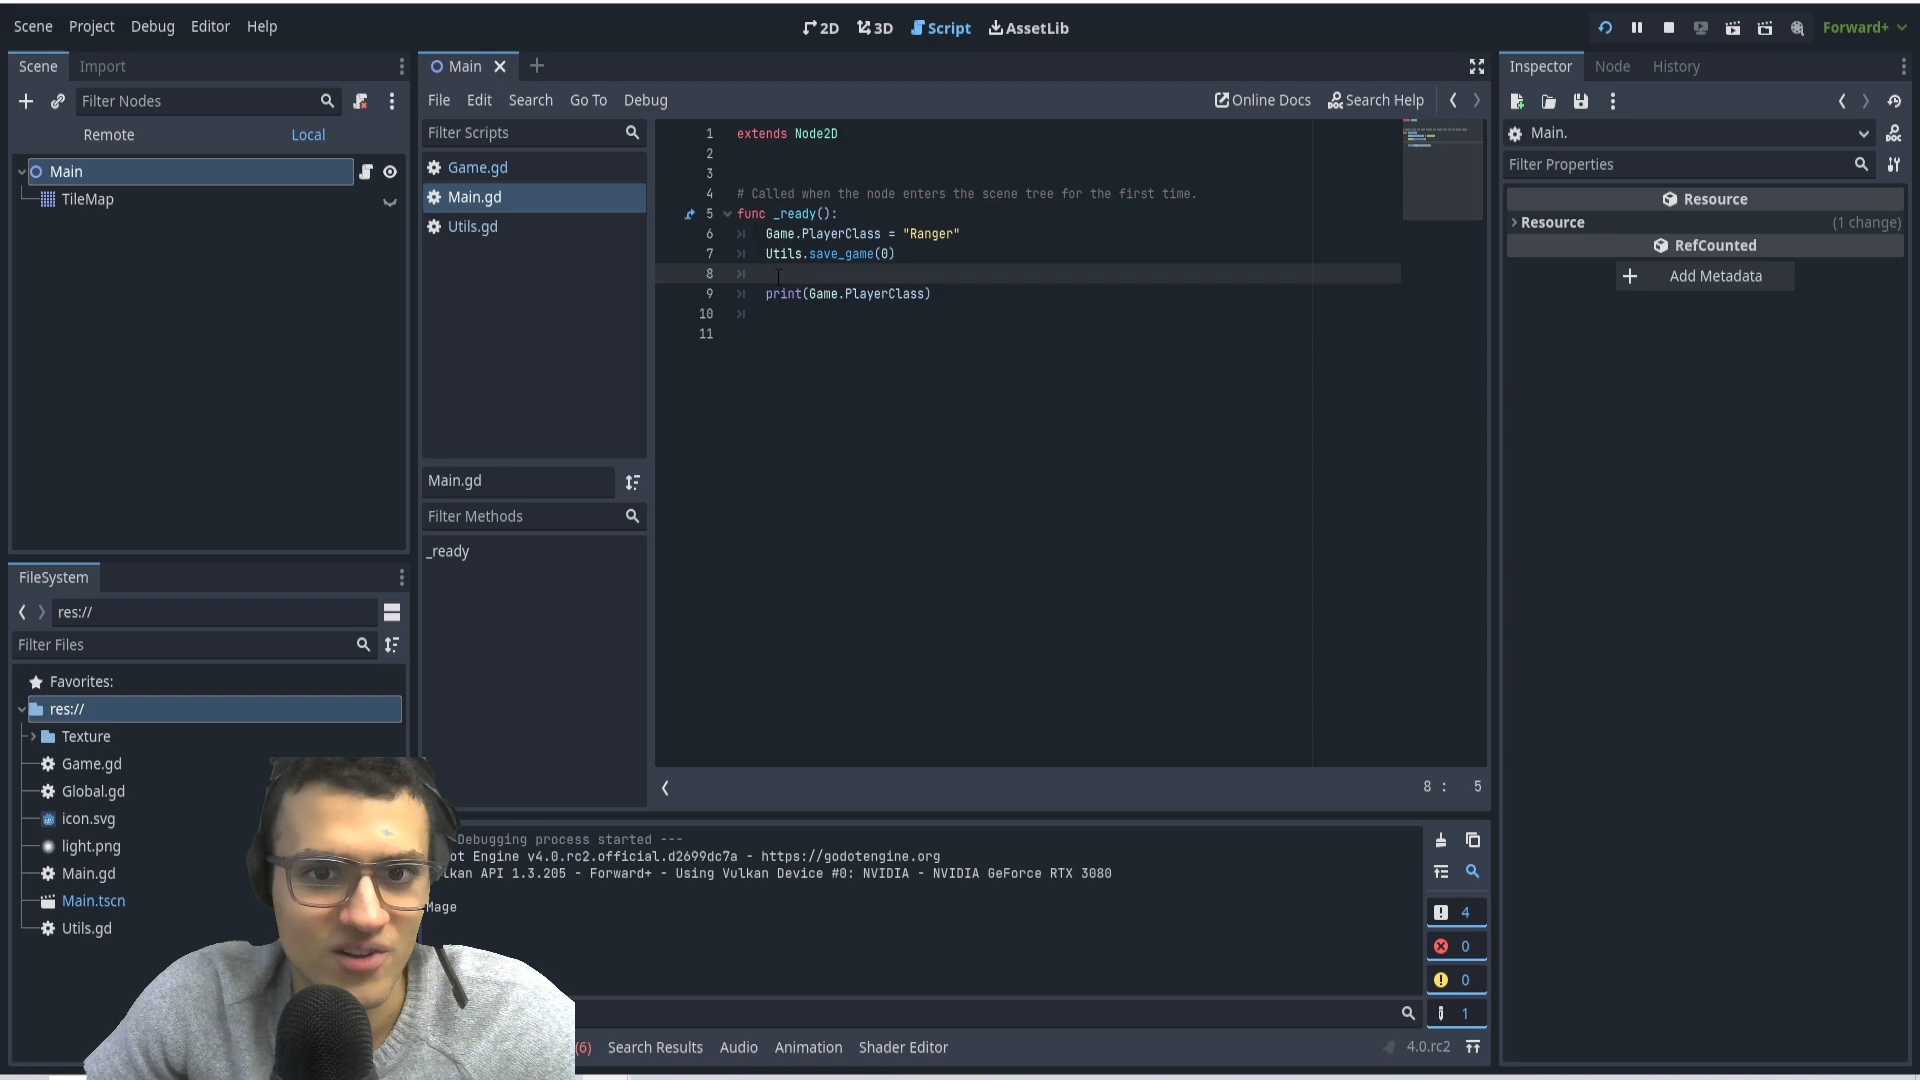 Scene Project Debug Editor Help
2D 3D Script AssetLib
Forward+
Scene Import
Filter Nodes
Remote Local
Main
TileMap
FileSystem
res://
Filter Files
Favorites:
res://
Texture
Game.gd
Global.gd
icon.svg
light.png
Main.gd
Main.tscn
Utils.gd
Main
File Edit Search Go To Debug
Online Docs Search Help
Filter Scripts
Game.gd
Main.gd
Utils.gd
Main.gd
Filter Methods
_ready
1 extends Node2D
2
3
4 # Called when the node enters the scene tree for the first time.
5 func _ready():
6 Game.PlayerClass = "Ranger"
7 Utils.save_game(0)
8
9 print(Game.PlayerClass)
10
11
8 : 5
Debugging process started ---
ot Engine v4.0.rc2.official.d2699dc7a - https://godotengine.org
lkan API 1.3.205 - Forward+ - Using Vulkan Device #0: NVIDIA - NVIDIA GeForce RTX 3080
Mage
4
0
0
1
(6) Search Results Audio Animation Shader Editor
4.0.rc2
Inspector Node History
Main.
Filter Properties
Resource
Resource (1 change)
RefCounted
Add Metadata